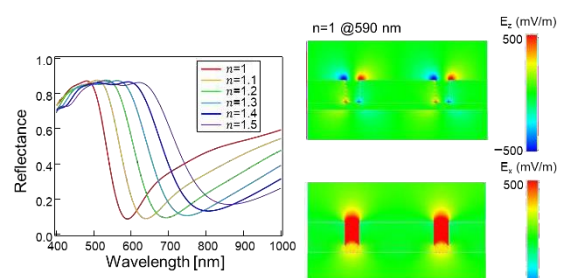 n=1 @590 nm
E_z (mV/m)
500
−500
E_x (mV/m)
500
Reflectance
1.0
0.8
0.6
0.4
0.2
0.0
400 500 600 700 800 900 1000
Wavelength [nm]
n=1
n=1.1
n=1.2
n=1.3
n=1.4
n=1.5